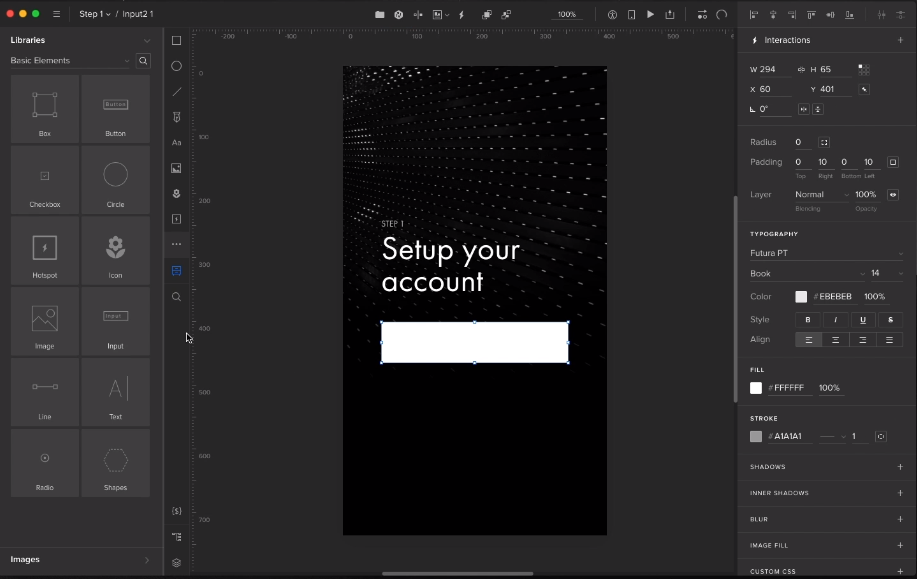 Step 1 / Input2 1
100%
Libraries
Basic Elements
Box
Button
Button
Checkbox
Circle
Hotspot
Icon
Image
Input
Input
Line
Text
Radio
Shapes
Images
Aa
{$}
-200
-100
0
100
200
300
400
500
0
100
200
300
400
500
600
700
STEP 1
Setup your
account
Interactions
W 294 H 65
X 60 Y 401
0°
Radius 0
Padding 0 10 0 10
Top Right Bottom Left
Layer Normal 100%
Blending Opacity
TYPOGRAPHY
Futura PT
Book 14
Color # EBEBEB 100%
Style B I U S
Align
FILL
# FFFFFF 100%
STROKE
# A1A1A1 1
SHADOWS
INNER SHADOWS
BLUR
IMAGE FILL
CUSTOM CSS